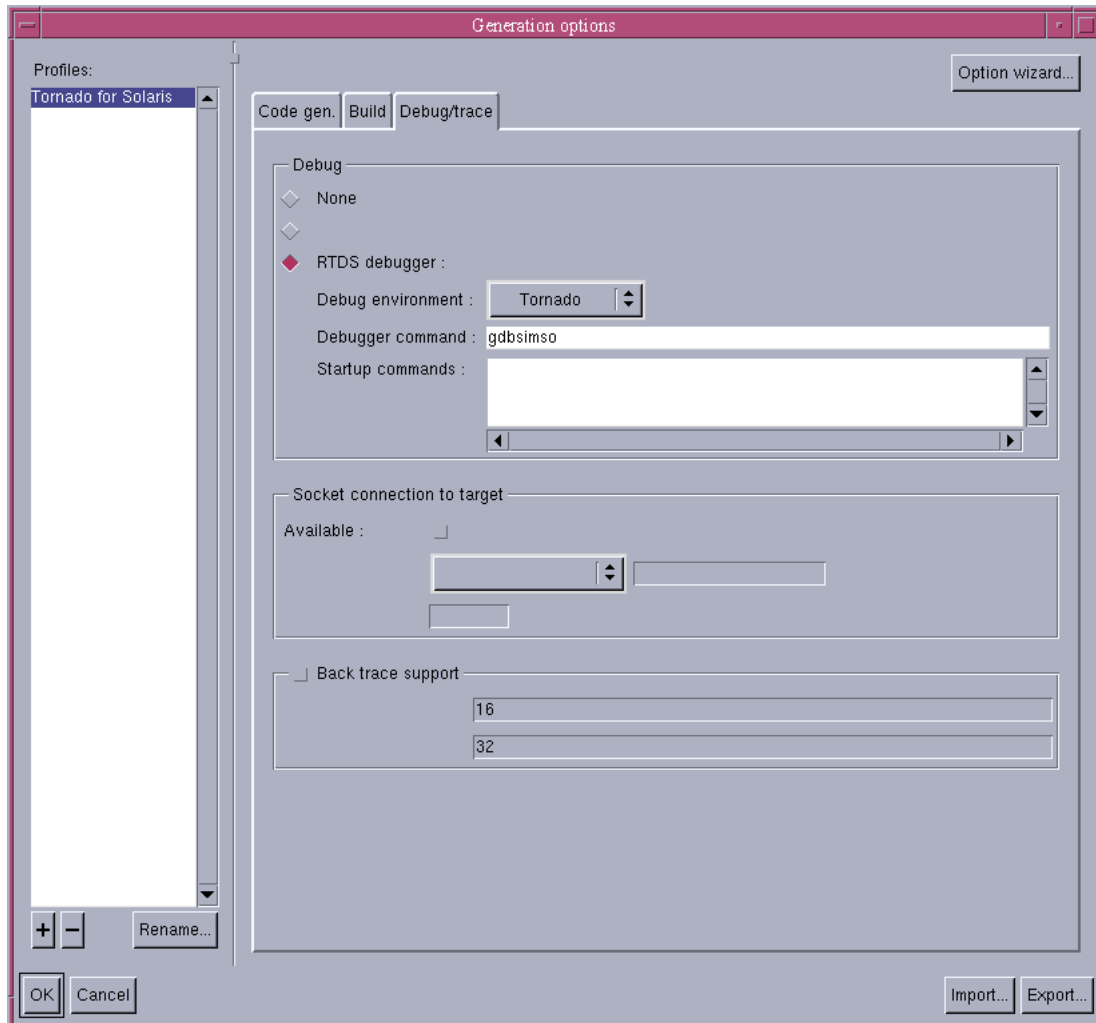 Generation options
Profiles:
Option wizard...
Tornado for Solaris
Code gen.
Build
Debug/trace
Debug
None
RTDS debugger :
Debug environment :
Tornado
Debugger command :
gdbsimso
Startup commands :
Socket connection to target
Available :
Back trace support
16
32
+
−
Rename...
OK
Cancel
Import...
Export...